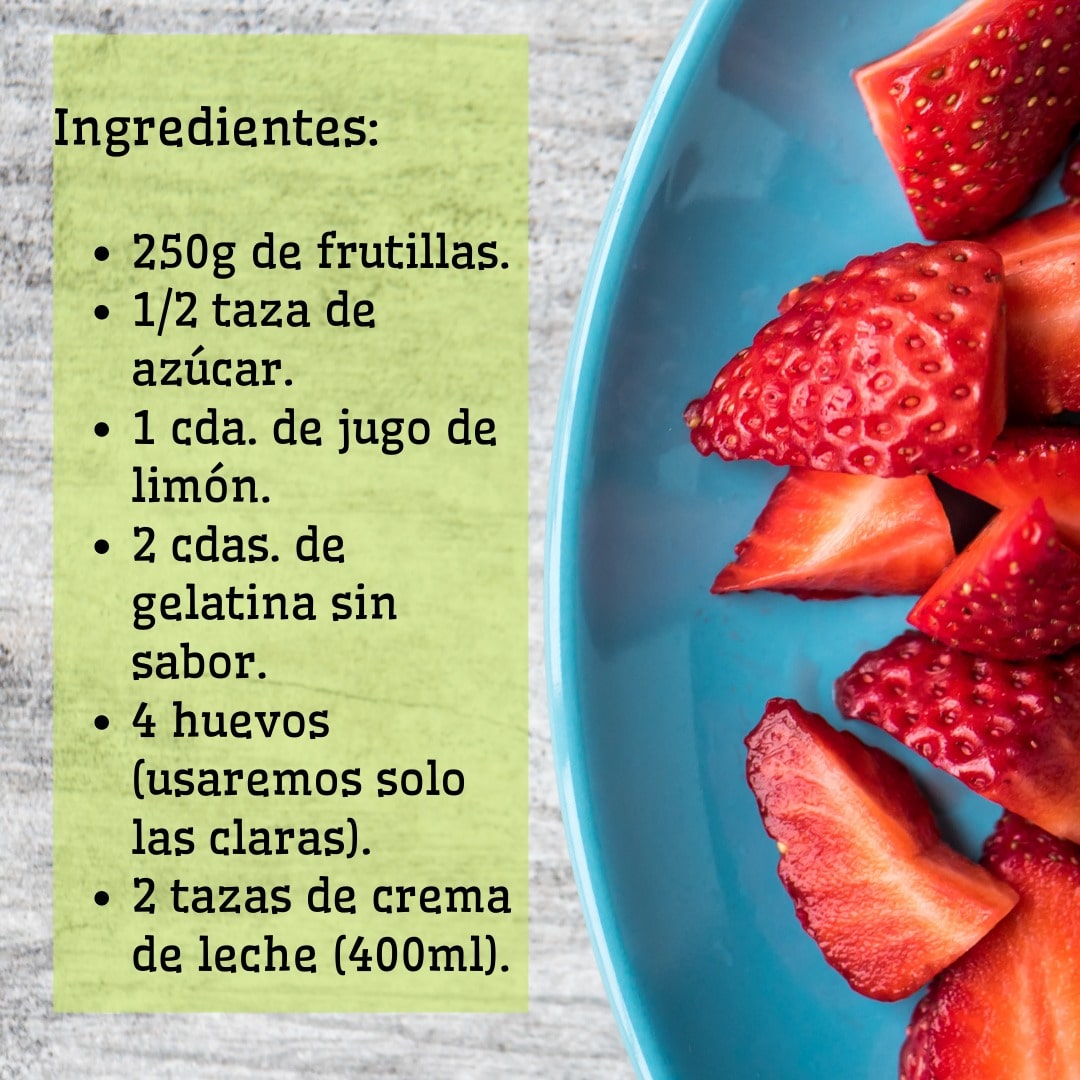 Ingredientes:
• 250g de frutillas.
• 1/2 taza de
azúcar.
• 1 cda. de jugo de
limón.
• 2 cdas. de
gelatina sin
sabor.
• 4 huevos
(usaremos solo
las claras).
• 2 tazas de crema
de leche (400ml).